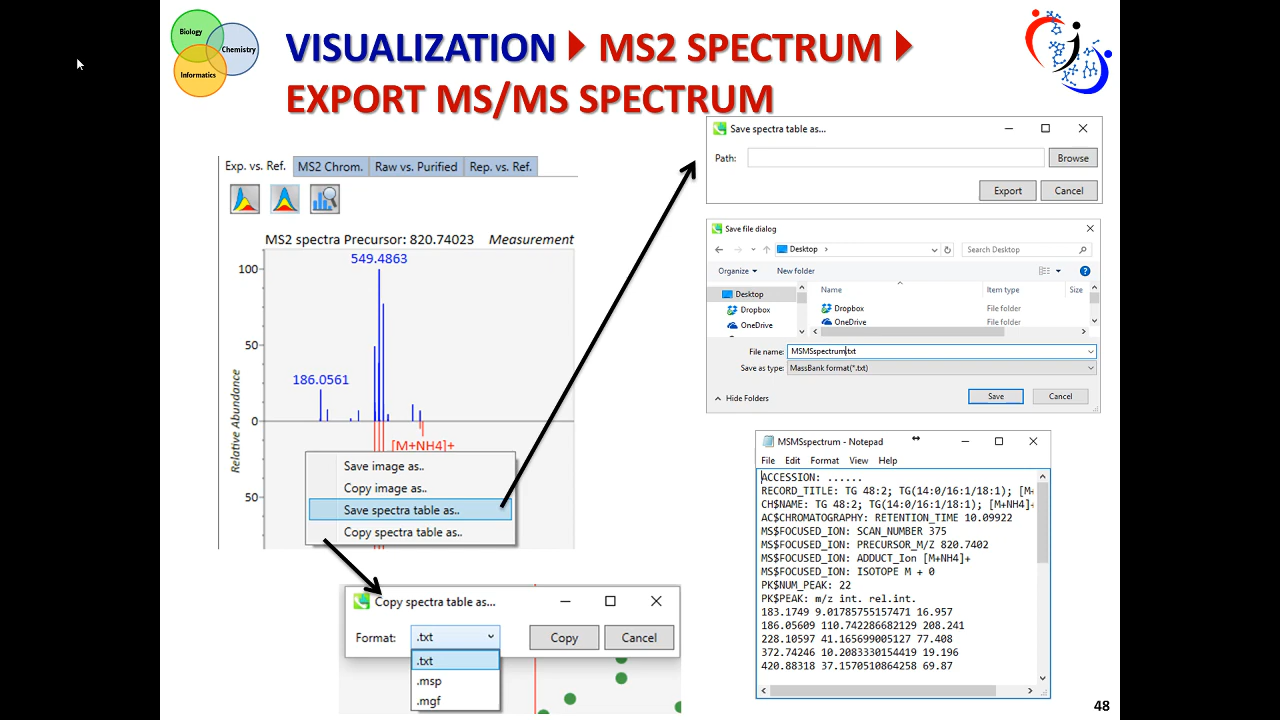 Biology
Chemistry
Informatics
VISUALIZATION MS2 SPECTRUM
EXPORT MS/MS SPECTRUM
Exp. vs. Ref. MS2 Chrom. Raw vs. Purified Rep. vs. Ref.
MS2 spectra Precursor: 820.74023 Measurement
549.4863
100
50
186.0561
0
Relative Abundance
[M+NH4]+
50
Save image as..
Copy image as..
Save spectra table as..
Copy spectra table as..
Copy spectra table as...
Format: .txt Copy Cancel
.txt
.msp
.mgf
Save spectra table as...
Path: Browse
Export Cancel
Save file dialog
Desktop Search Desktop
Organize New folder
Name Item type Size
Desktop
Dropbox
OneDrive
Dropbox File folder
OneDrive File folder
File name: MSMSspectrum.txt
Save as type: MassBank format(*.txt)
Hide Folders Save Cancel
MSMSspectrum - Notepad
File Edit Format View Help
ACCESSION: ......
RECORD_TITLE: TG 48:2; TG(14:0/16:1/18:1); [M+
CH$NAME: TG 48:2; TG(14:0/16:1/18:1); [M+NH4]+
AC$CHROMATOGRAPHY: RETENTION_TIME 10.09922
MS$FOCUSED_ION: SCAN_NUMBER 375
MS$FOCUSED_ION: PRECURSOR_M/Z 820.7402
MS$FOCUSED_ION: ADDUCT_Ion [M+NH4]+
MS$FOCUSED_ION: ISOTOPE M + 0
PK$NUM_PEAK: 22
PK$PEAK: m/z int. rel.int.
183.1749 9.01785755157471 16.957
186.05609 110.742286682129 208.241
228.10597 41.165699005127 77.408
372.74246 10.2083330154419 19.196
420.88318 37.1570510864258 69.87
48